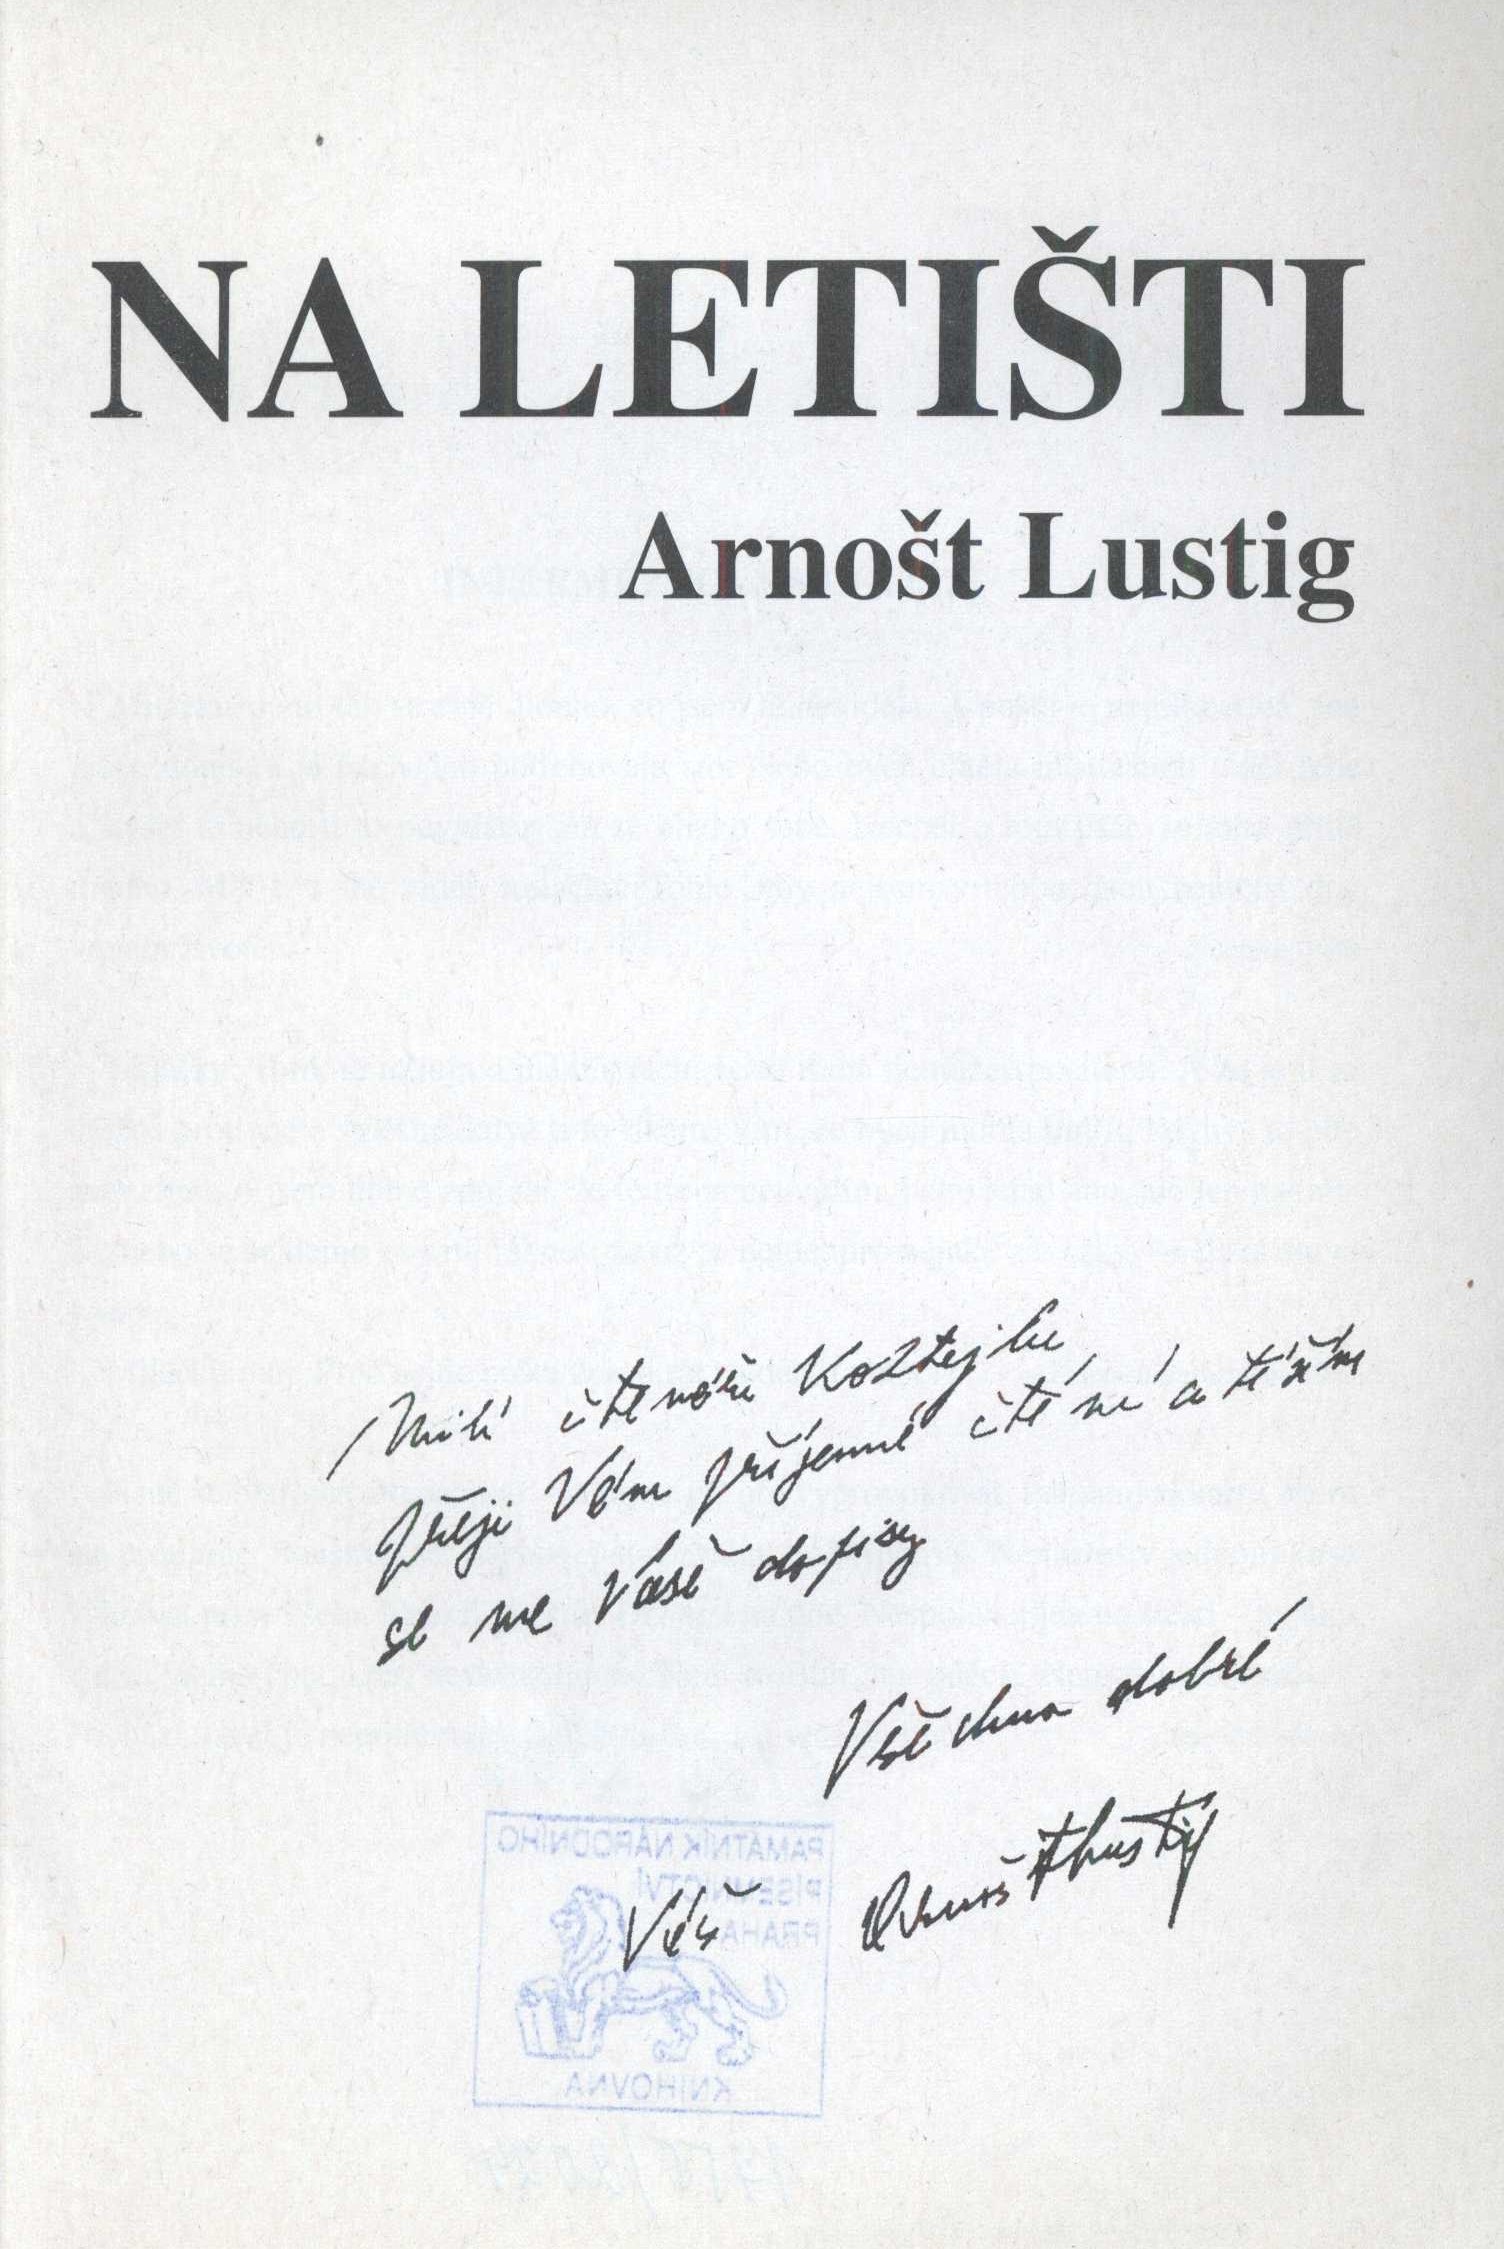 NA LETIŠTI
Arnošt Lustig
Milí čtenáři Koktejlu
přeji Vám příjemné čtení a těším
se na Vaše dopisy
Všechno dobré
Váš Arnošt Lustig
PAMÁTNÍK NÁRODNÍHO
PÍSEMNICTVÍ
PRAHA
KNIHOVNA